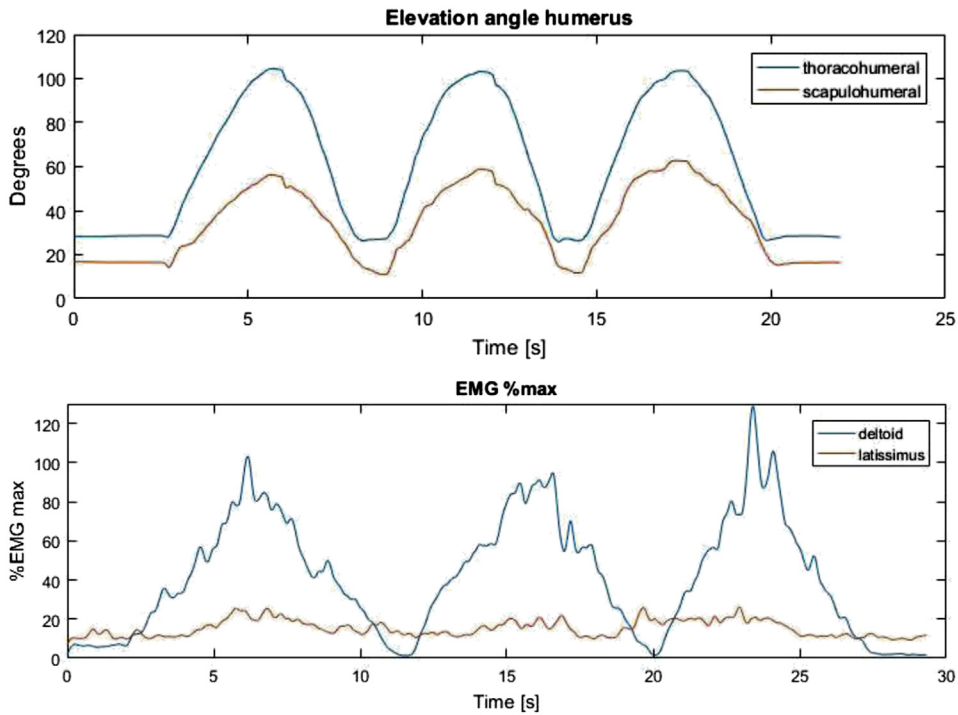 Elevation angle humerus
120
100
80
60
40
20
0
Degrees
thoracohumeral
scapulohumeral
0 5 10 15 20 25
Time [s]
EMG %max
120
100
80
60
40
20
0
%EMG max
deltoid
latissimus
0 5 10 15 20 25 30
Time [s]